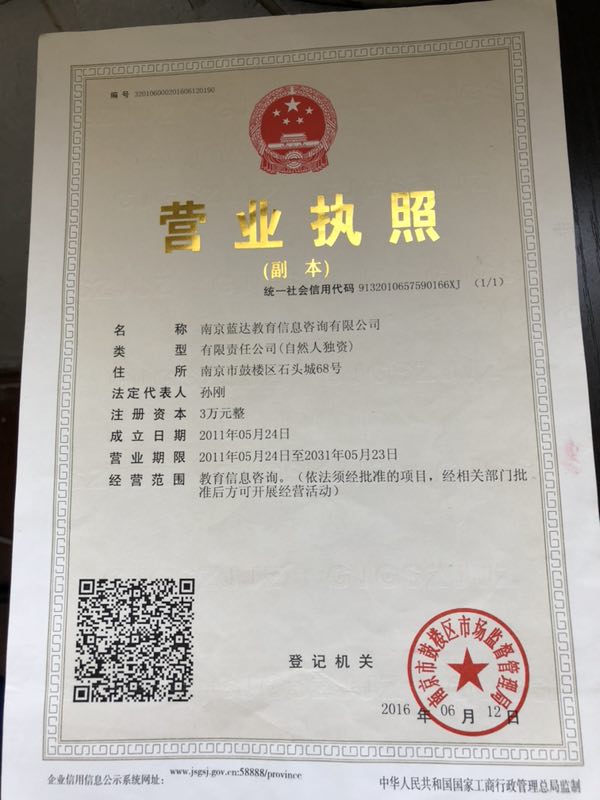 编 号 320106000201606120190
营业执照
(副 本)
统一社会信用代码 9132010657590166XJ (1/1)
名 称 南京蓝达教育信息咨询有限公司
类 型 有限责任公司(自然人独资)
住 所 南京市鼓楼区石头城68号
法定代表人 孙刚
注册资本 3万元整
成立日期 2011年05月24日
营业期限 2011年05月24日至2031年05月23日
经营范围 教育信息咨询。（依法须经批准的项目，经相关部门批
准后方可开展经营活动）
登记机关
南京市鼓楼区市场监督管理局
2016 年 06 月 12 日
企业信用信息公示系统网址： www.jsgsj.gov.cn:58888/province
中华人民共和国国家工商行政管理总局监制